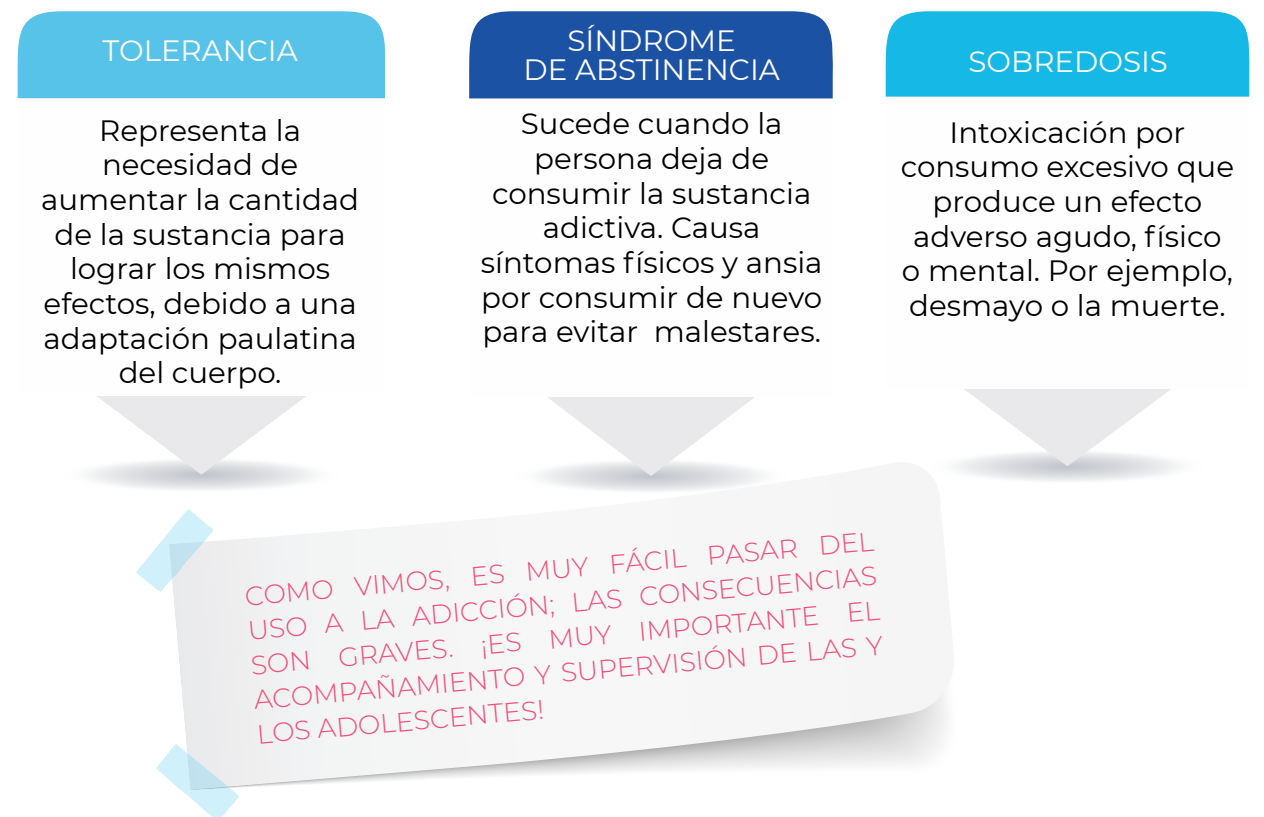 TOLERANCIA
Representa la
necesidad de
aumentar la cantidad
de la sustancia para
lograr los mismos
efectos, debido a una
adaptación paulatina
del cuerpo.
SÍNDROME
DE ABSTINENCIA
Sucede cuando la
persona deja de
consumir la sustancia
adictiva. Causa
síntomas físicos y ansia
por consumir de nuevo
para evitar  malestares.
SOBREDOSIS
Intoxicación por
consumo excesivo que
produce un efecto
adverso agudo, físico
o mental. Por ejemplo,
desmayo o la muerte.
COMO VIMOS, ES MUY FÁCIL PASAR DEL
USO A LA ADICCIÓN; LAS CONSECUENCIAS
SON GRAVES. ¡ES MUY IMPORTANTE EL
ACOMPAÑAMIENTO Y SUPERVISIÓN DE LAS Y
LOS ADOLESCENTES!